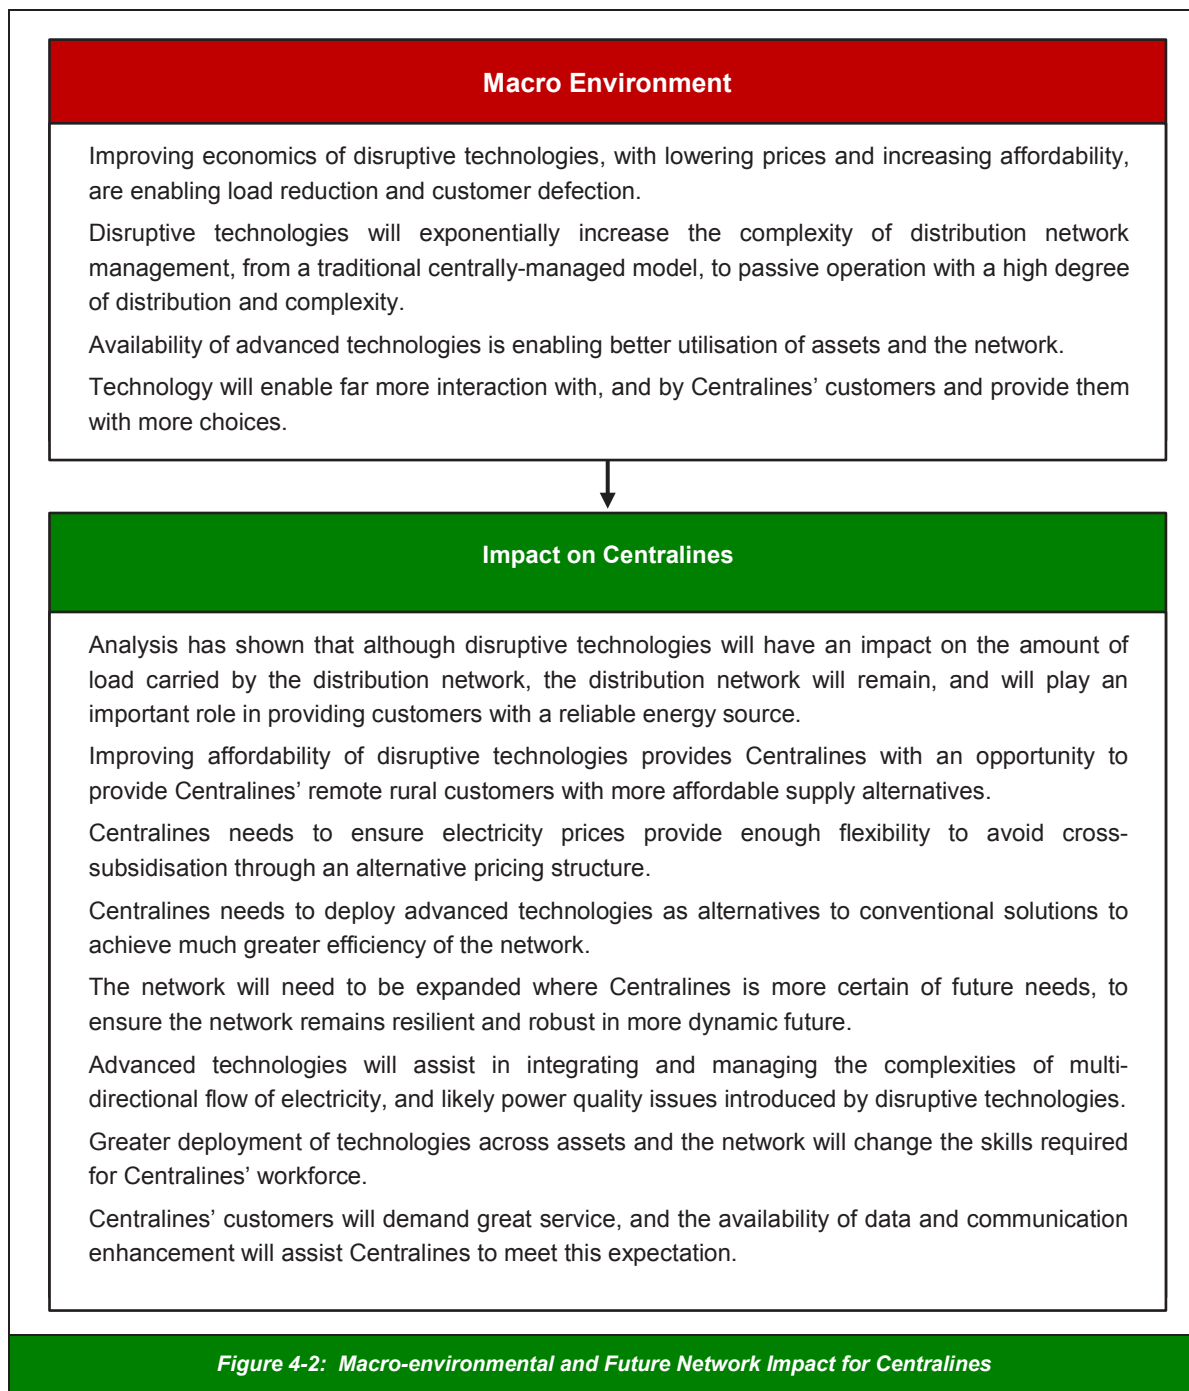 Macro Environment
Improving economics of disruptive technologies, with lowering prices and increasing affordability,
are enabling load reduction and customer defection.
Disruptive technologies will exponentially increase the complexity of distribution network
management, from a traditional centrally-managed model, to passive operation with a high degree
of distribution and complexity.
Availability of advanced technologies is enabling better utilisation of assets and the network.
Technology will enable far more interaction with, and by Centralines’ customers and provide them
with more choices.
Impact on Centralines
Analysis has shown that although disruptive technologies will have an impact on the amount of
load carried by the distribution network, the distribution network will remain, and will play an
important role in providing customers with a reliable energy source.
Improving affordability of disruptive technologies provides Centralines with an opportunity to
provide Centralines’ remote rural customers with more affordable supply alternatives.
Centralines needs to ensure electricity prices provide enough flexibility to avoid cross-
subsidisation through an alternative pricing structure.
Centralines needs to deploy advanced technologies as alternatives to conventional solutions to
achieve much greater efficiency of the network.
The network will need to be expanded where Centralines is more certain of future needs, to
ensure the network remains resilient and robust in more dynamic future.
Advanced technologies will assist in integrating and managing the complexities of multi-
directional flow of electricity, and likely power quality issues introduced by disruptive technologies.
Greater deployment of technologies across assets and the network will change the skills required
for Centralines’ workforce.
Centralines’ customers will demand great service, and the availability of data and communication
enhancement will assist Centralines to meet this expectation.
Figure 4-2: Macro-environmental and Future Network Impact for Centralines